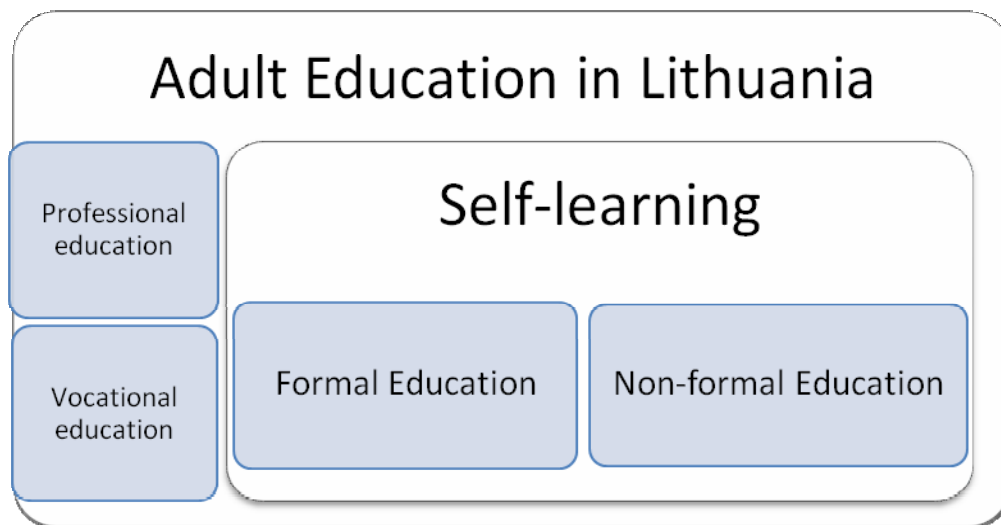 Adult Education in Lithuania
Professional
education
Vocational
education
Self-learning
Formal Education
Non-formal Education